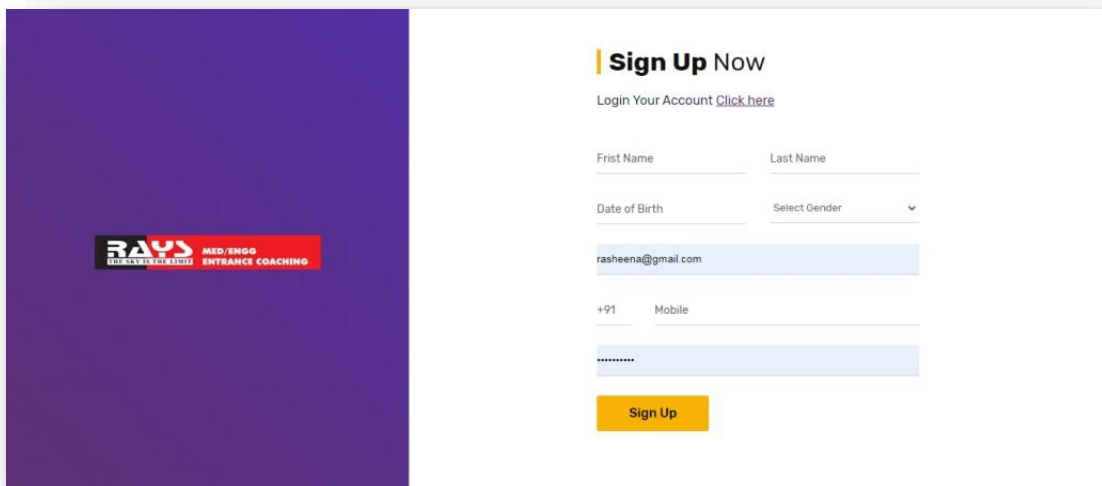 RAYS
THE SKY IS THE LIMIT
MED/ENGG
ENTRANCE COACHING
Sign Up Now
Login Your Account Click here
Frist Name Last Name
Date of Birth Select Gender
rasheena@gmail.com
+91 Mobile
••••••••••
Sign Up